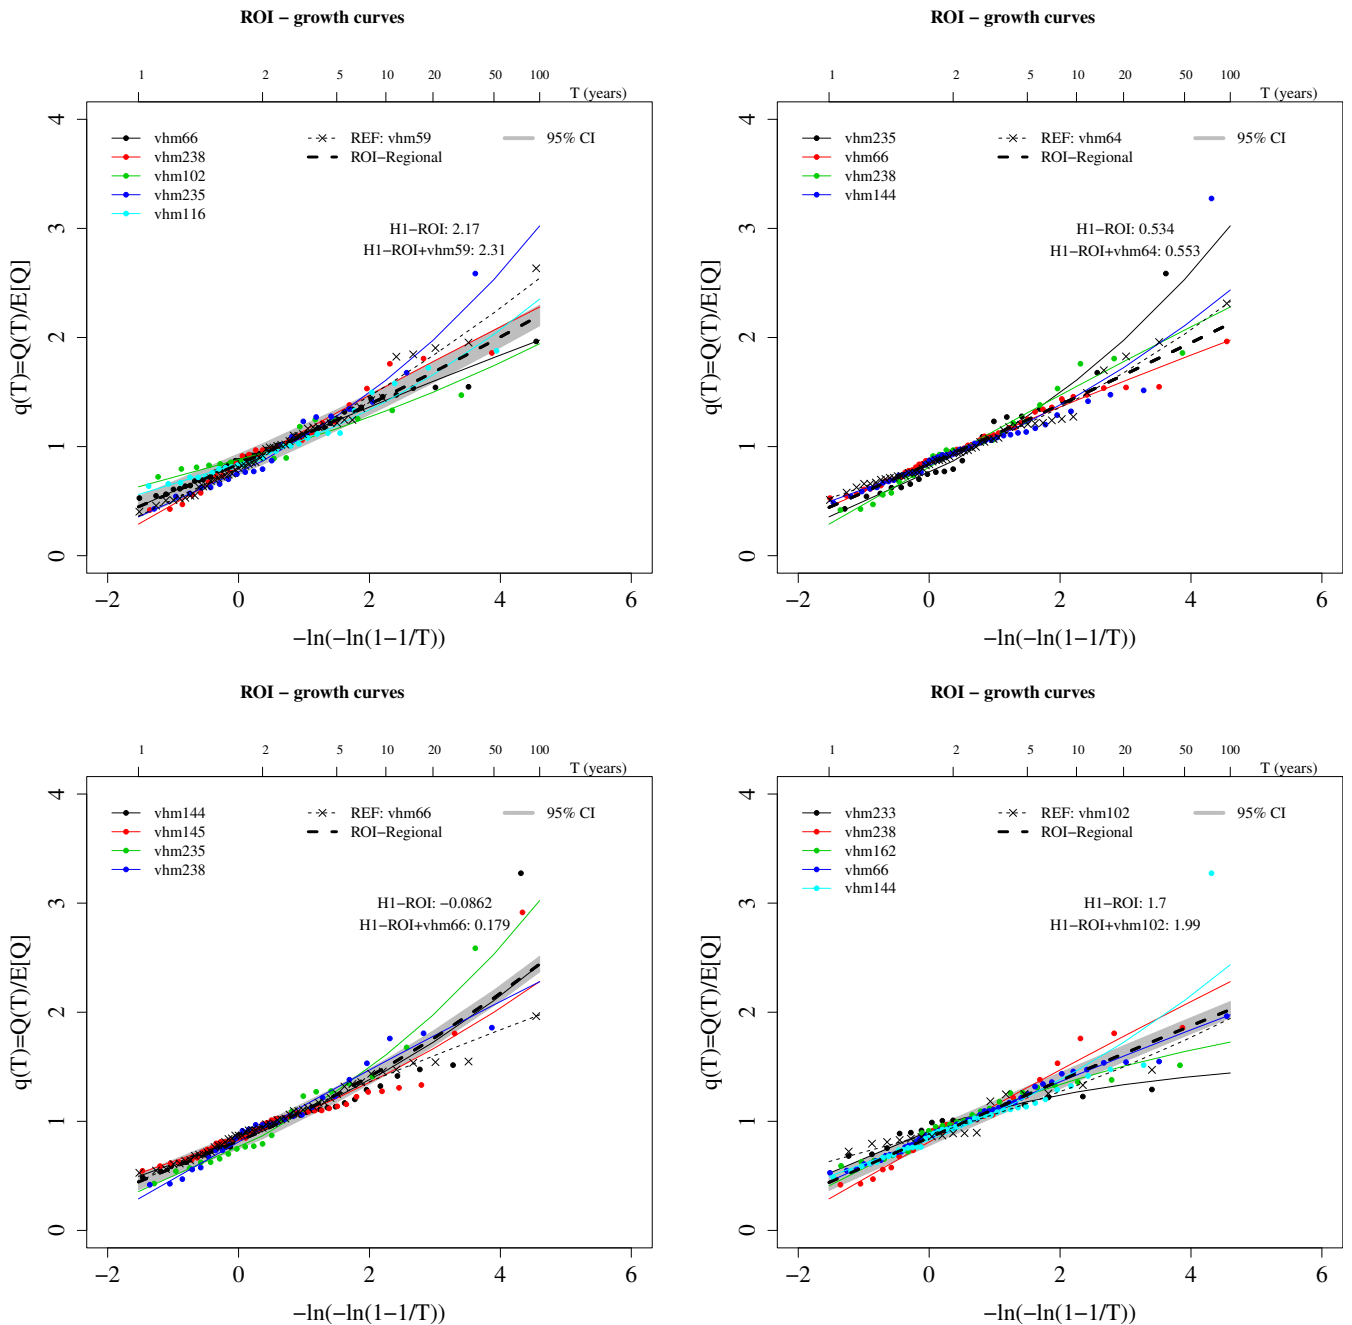 ROI − growth curves
1 2 5 10 20 50 100
T (years)
vhm66 REF: vhm59 95% CI
vhm238 ROI−Regional
vhm102
vhm235
vhm116
H1−ROI: 2.17
H1−ROI+vhm59: 2.31
q(T)=Q(T)/E[Q]
4
3
2
1
0
−2 0 2 4 6
−ln(−ln(1−1/T))
ROI − growth curves
1 2 5 10 20 50 100
T (years)
vhm235 REF: vhm64 95% CI
vhm66 ROI−Regional
vhm238
vhm144
H1−ROI: 0.534
H1−ROI+vhm64: 0.553
q(T)=Q(T)/E[Q]
4
3
2
1
0
−2 0 2 4 6
−ln(−ln(1−1/T))
ROI − growth curves
1 2 5 10 20 50 100
T (years)
vhm144 REF: vhm66 95% CI
vhm145 ROI−Regional
vhm235
vhm238
H1−ROI: −0.0862
H1−ROI+vhm66: 0.179
q(T)=Q(T)/E[Q]
4
3
2
1
0
−2 0 2 4 6
−ln(−ln(1−1/T))
ROI − growth curves
1 2 5 10 20 50 100
T (years)
vhm233 REF: vhm102 95% CI
vhm238 ROI−Regional
vhm162
vhm66
vhm144
H1−ROI: 1.7
H1−ROI+vhm102: 1.99
q(T)=Q(T)/E[Q]
4
3
2
1
0
−2 0 2 4 6
−ln(−ln(1−1/T))